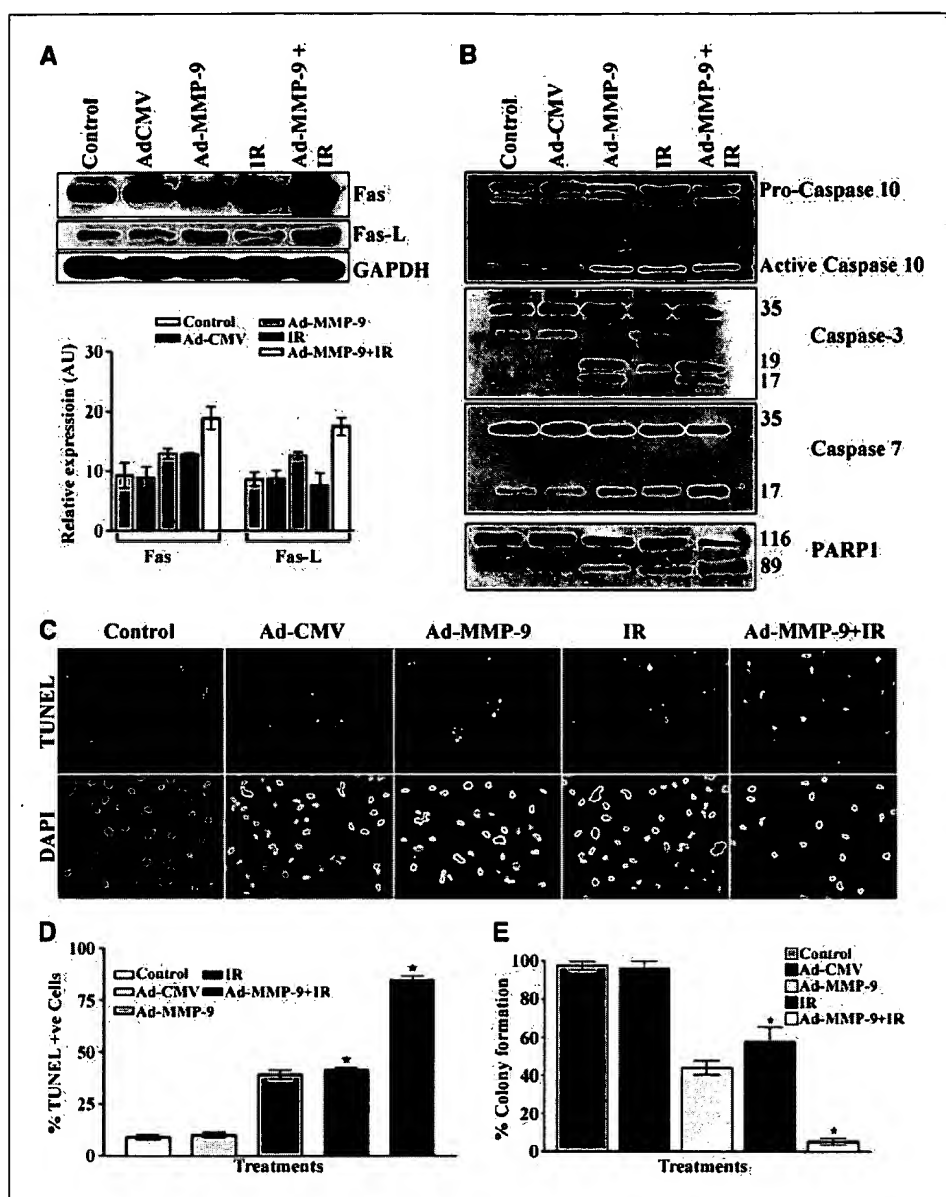 A
Control
AdCMV
Ad-MMP-9
IR
Ad-MMP-9 +
IR
Fas
Fas-L
GAPDH
Control
Ad-CMV
Ad-MMP-9
IR
Ad-MMP-9+IR
Relative expressioin (AU)
30
20
10
0
Fas
Fas-L
B
Control
Ad-CMV
Ad-MMP-9
IR
Ad-MMP-9 +
IR
Pro-Caspase 10
Active Caspase 10
35
Caspase-3
19
17
35
Caspase 7
17
116
PARP1
89
C
Control
Ad-CMV
Ad-MMP-9
IR
Ad-MMP-9+IR
TUNEL
DAPI
D
% TUNEL +ve Cells
100
75
50
25
0
Control
IR
Ad-CMV
Ad-MMP-9+IR
Ad-MMP-9
*
*
Treatments
E
% Colony formation
100
80
60
40
20
0
Control
Ad-CMV
Ad-MMP-9
IR
Ad-MMP-9+IR
*
*
Treatments